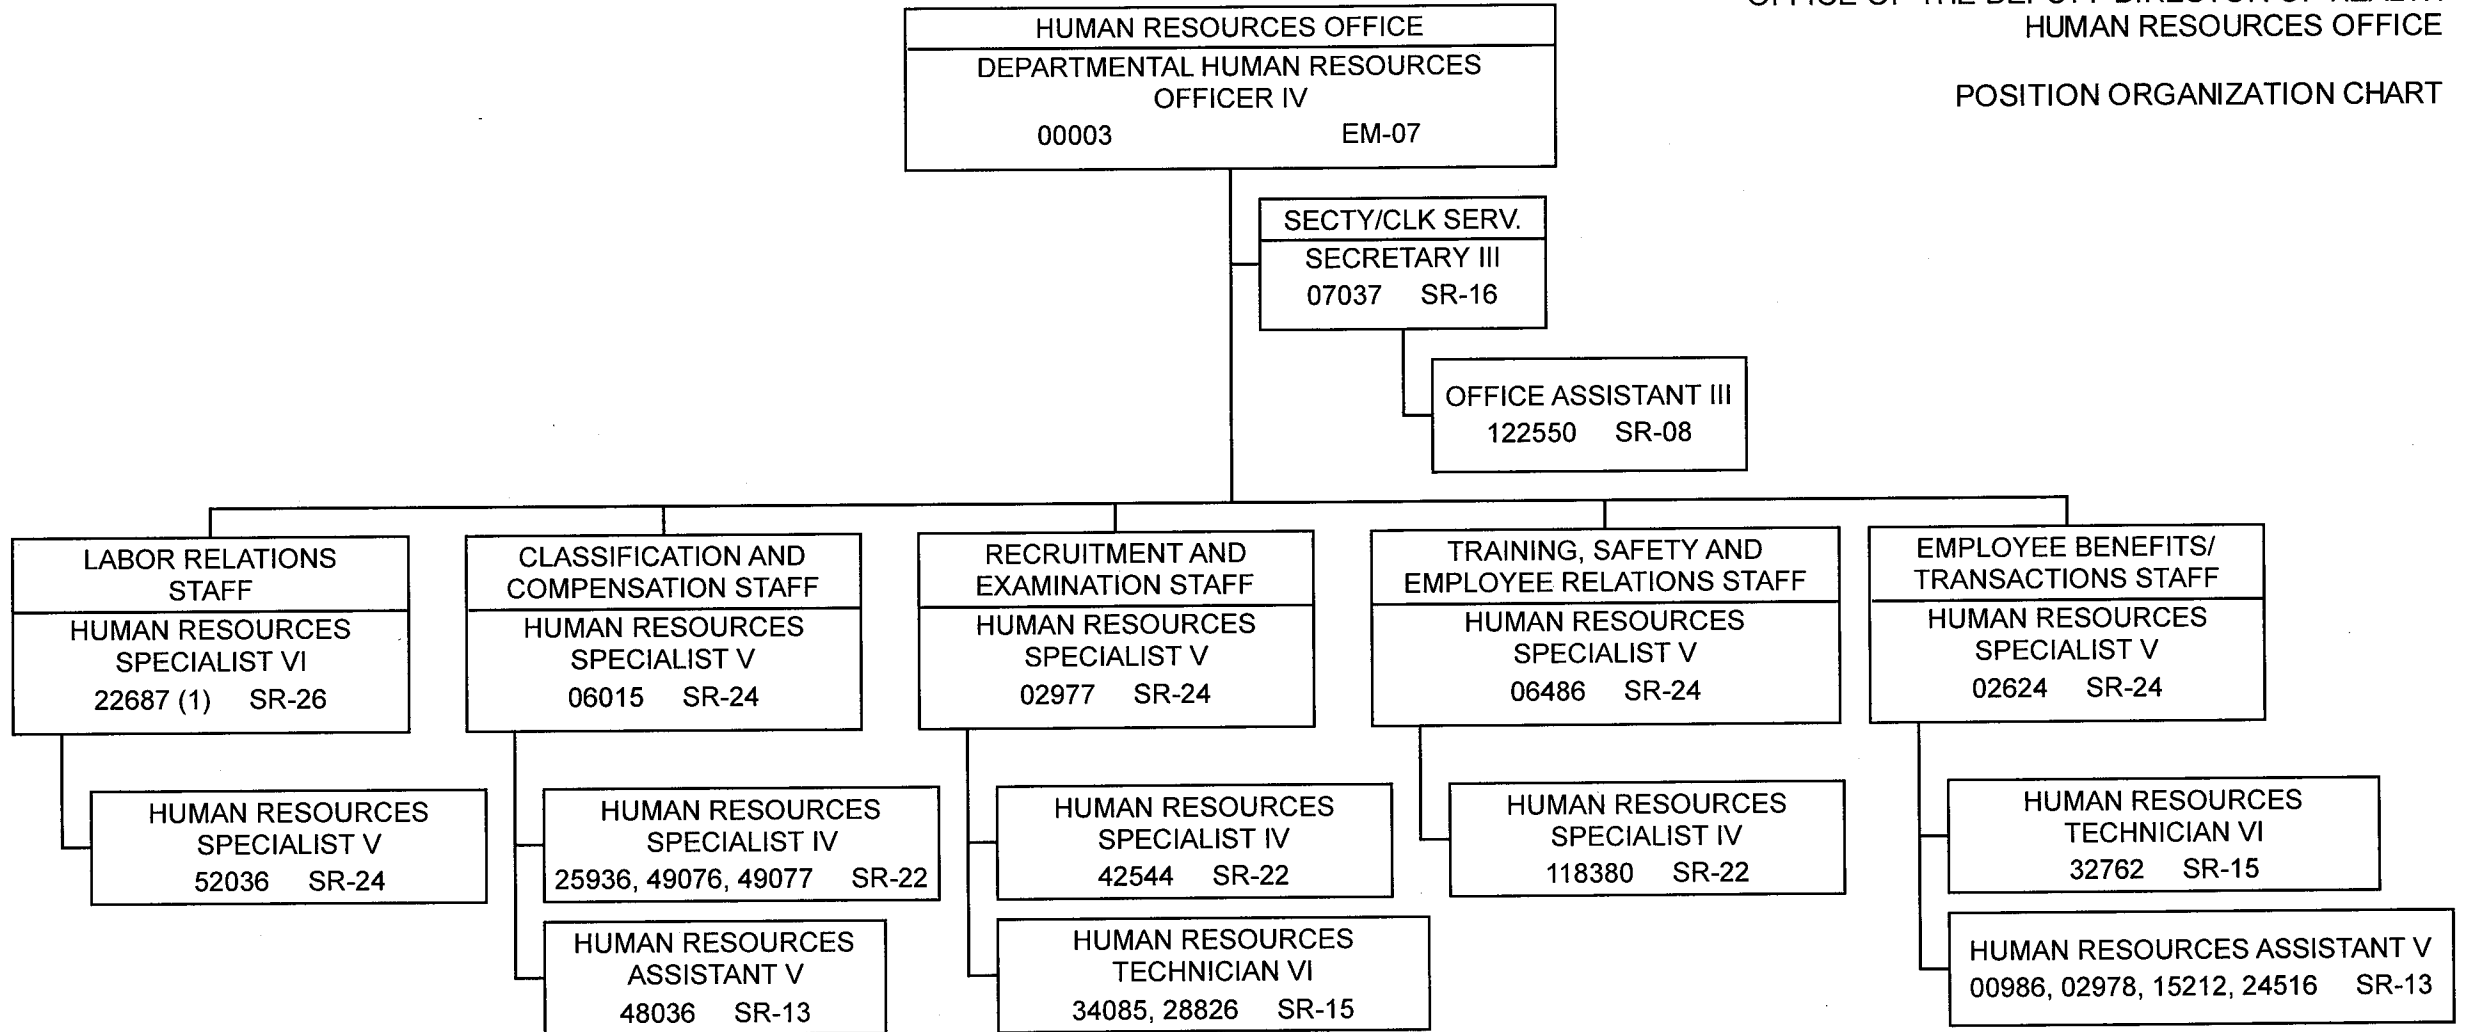 OFFICE OF THE DEPUTY DIRECTOR OF HEALTH
HUMAN RESOURCES OFFICE
POSITION ORGANIZATION CHART
HUMAN RESOURCES OFFICE
DEPARTMENTAL HUMAN RESOURCES
OFFICER IV
00003 EM-07
SECTY/CLK SERV.
SECRETARY III
07037 SR-16
OFFICE ASSISTANT III
122550 SR-08
LABOR RELATIONS
STAFF
HUMAN RESOURCES
SPECIALIST VI
22687 (1) SR-26
HUMAN RESOURCES
SPECIALIST V
52036 SR-24
CLASSIFICATION AND
COMPENSATION STAFF
HUMAN RESOURCES
SPECIALIST V
06015 SR-24
HUMAN RESOURCES
SPECIALIST IV
25936, 49076, 49077 SR-22
HUMAN RESOURCES
ASSISTANT V
48036 SR-13
RECRUITMENT AND
EXAMINATION STAFF
HUMAN RESOURCES
SPECIALIST V
02977 SR-24
HUMAN RESOURCES
SPECIALIST IV
42544 SR-22
HUMAN RESOURCES
TECHNICIAN VI
34085, 28826 SR-15
TRAINING, SAFETY AND
EMPLOYEE RELATIONS STAFF
HUMAN RESOURCES
SPECIALIST V
06486 SR-24
HUMAN RESOURCES
SPECIALIST IV
118380 SR-22
EMPLOYEE BENEFITS/
TRANSACTIONS STAFF
HUMAN RESOURCES
SPECIALIST V
02624 SR-24
HUMAN RESOURCES
TECHNICIAN VI
32762 SR-15
HUMAN RESOURCES ASSISTANT V
00986, 02978, 15212, 24516 SR-13